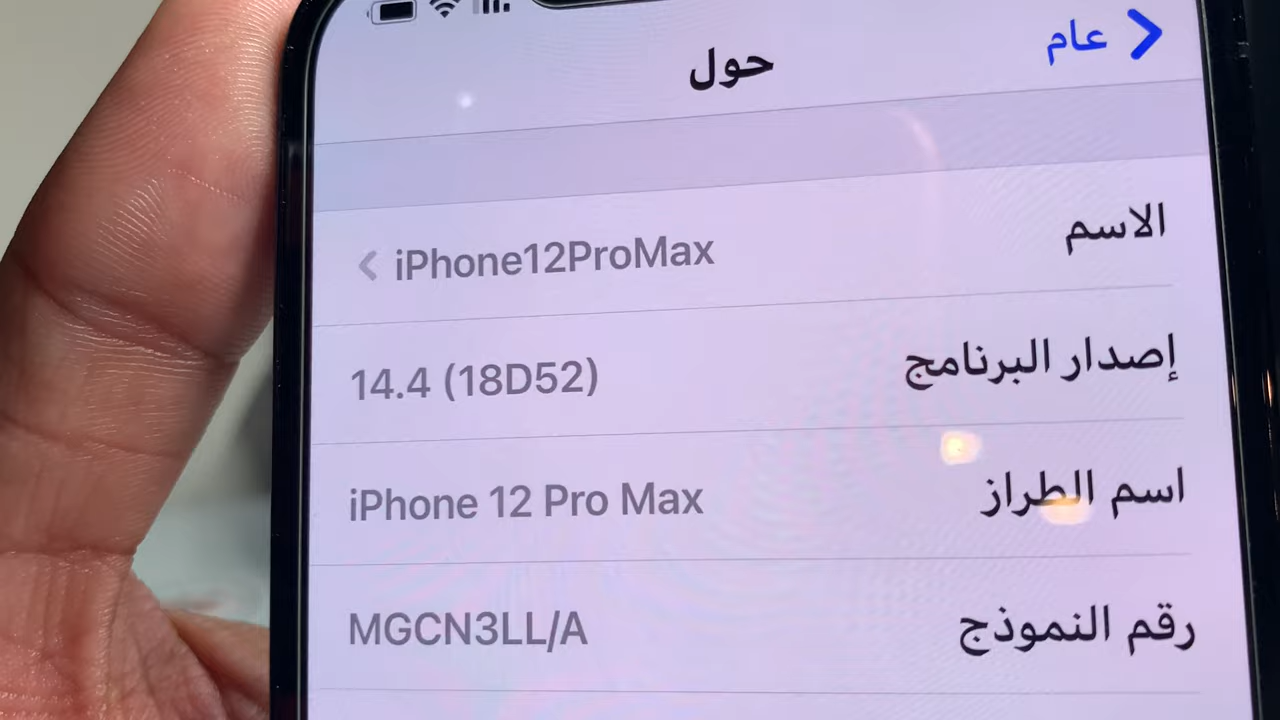 عام
حول
الاسم iPhone12ProMax
إصدار البرنامج 14.4 (18D52)
اسم الطراز iPhone 12 Pro Max
رقم النموذج MGCN3LL/A